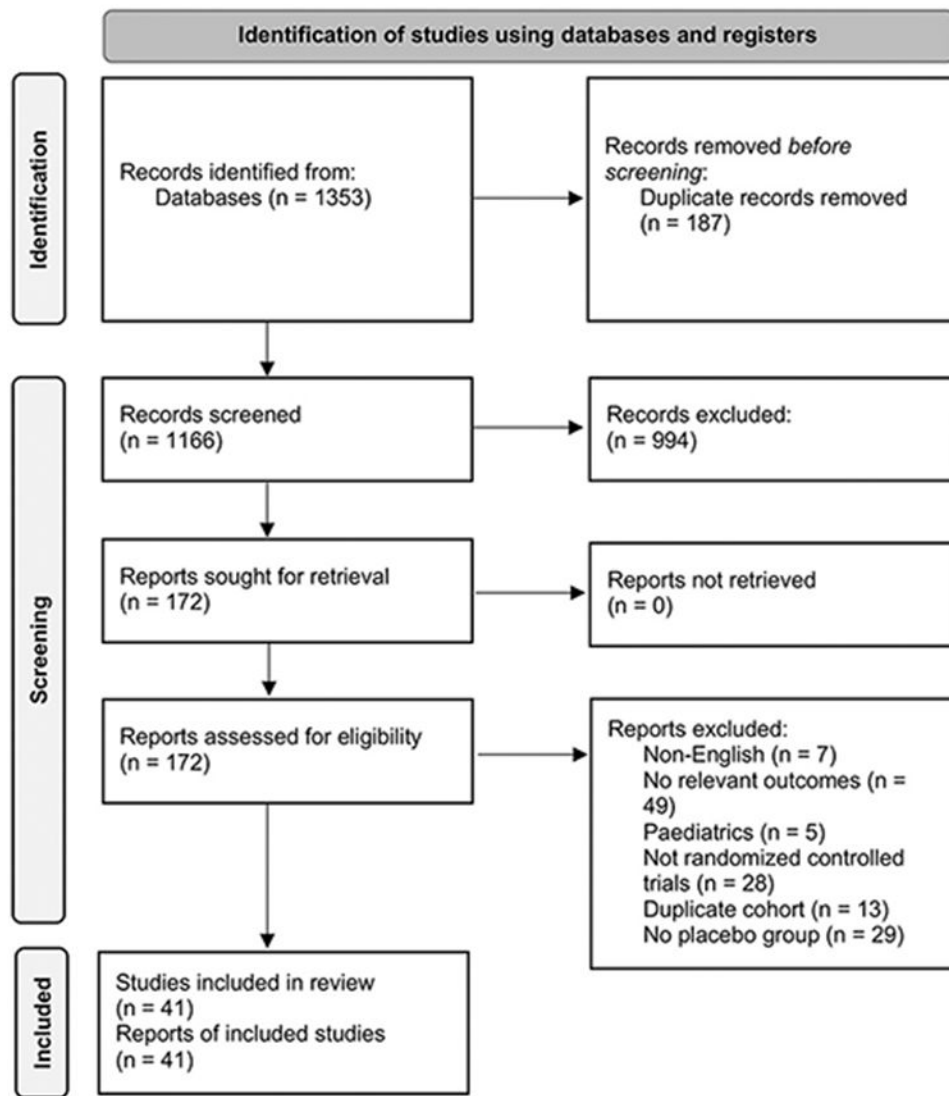 Identification of studies using databases and registers
Identification
Records identified from:
Databases (n = 1353)
Records removed before
screening:
Duplicate records removed
(n = 187)
Screening
Records screened
(n = 1166)
Records excluded:
(n = 994)
Reports sought for retrieval
(n = 172)
Reports not retrieved
(n = 0)
Reports assessed for eligibility
(n = 172)
Reports excluded:
Non-English (n = 7)
No relevant outcomes (n =
49)
Paediatrics (n = 5)
Not randomized controlled
trials (n = 28)
Duplicate cohort (n = 13)
No placebo group (n = 29)
Included
Studies included in review
(n = 41)
Reports of included studies
(n = 41)